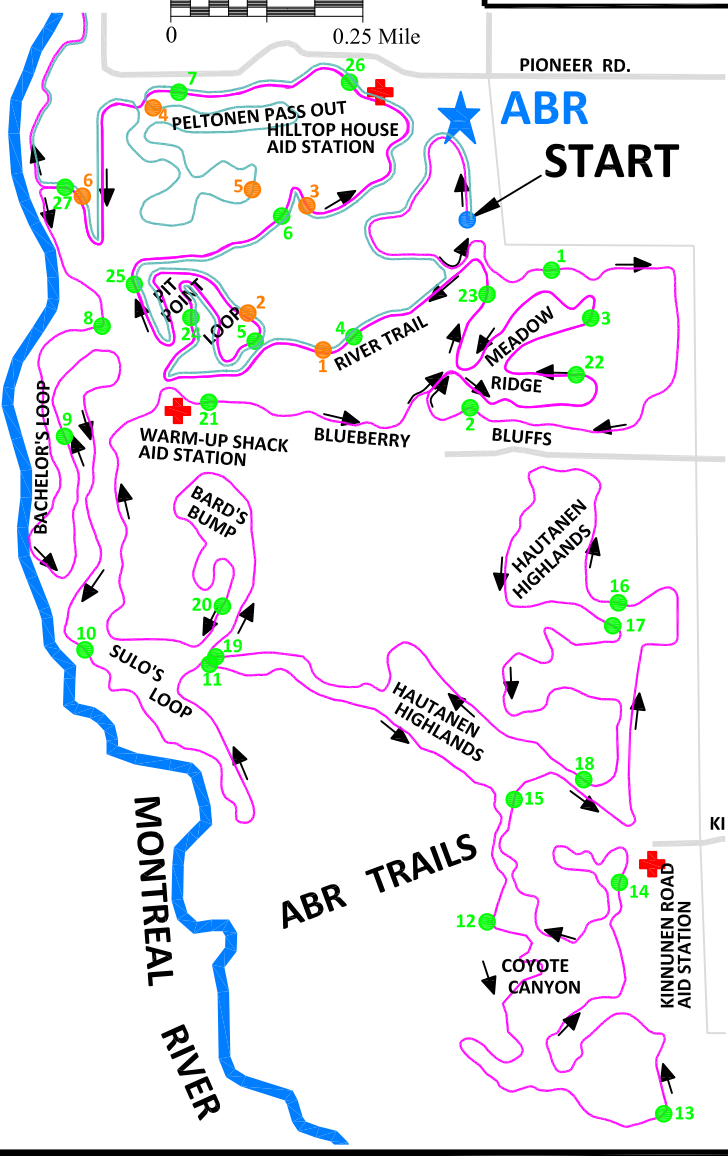 0 0.25 Mile
PIONEER RD.
26
7
ABR
4
PELTONEN PASS OUT
HILLTOP HOUSE
AID STATION
START
6
5
3
27
6
1
25
PIT
POINT
LOOP
24
2
5
4
23
3
MEADOW
8
1
RIVER TRAIL
22
RIDGE
21
2
BACHELOR'S LOOP
9
WARM-UP SHACK
AID STATION
BLUEBERRY
BLUFFS
BARD'S
BUMP
HAUTANEN
HIGHLANDS
16
20
17
10
19
11
SULO'S
LOOP
HAUTANEN
HIGHLANDS
18
15
KI
MONTREAL
RIVER
ABR TRAILS
14
KINNUNEN ROAD
AID STATION
12
COYOTE
CANYON
13